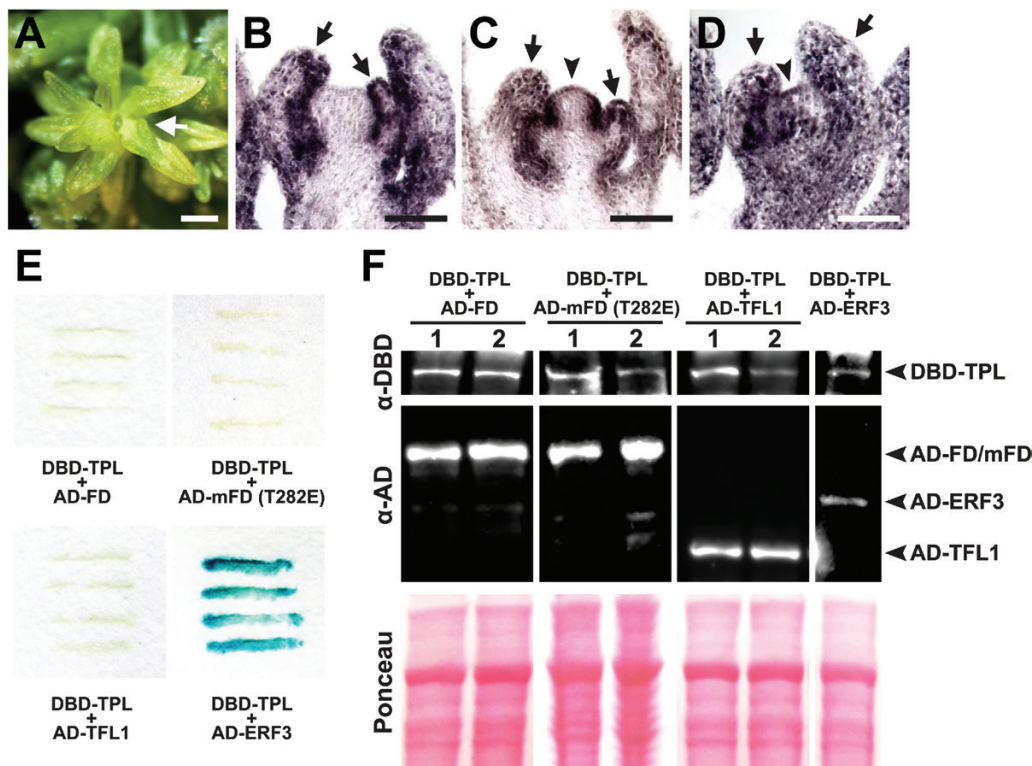 A
B
C
D
E
DBD-TPL
+
AD-FD
DBD-TPL
+
AD-mFD (T282E)
DBD-TPL
+
AD-TFL1
DBD-TPL
+
AD-ERF3
F
DBD-TPL
+
AD-FD
DBD-TPL
+
AD-mFD (T282E)
DBD-TPL
+
AD-TFL1
DBD-TPL
+
AD-ERF3
1 2 1 2 1 2
α-DBD
DBD-TPL
α-AD
AD-FD/mFD
AD-ERF3
AD-TFL1
Ponceau